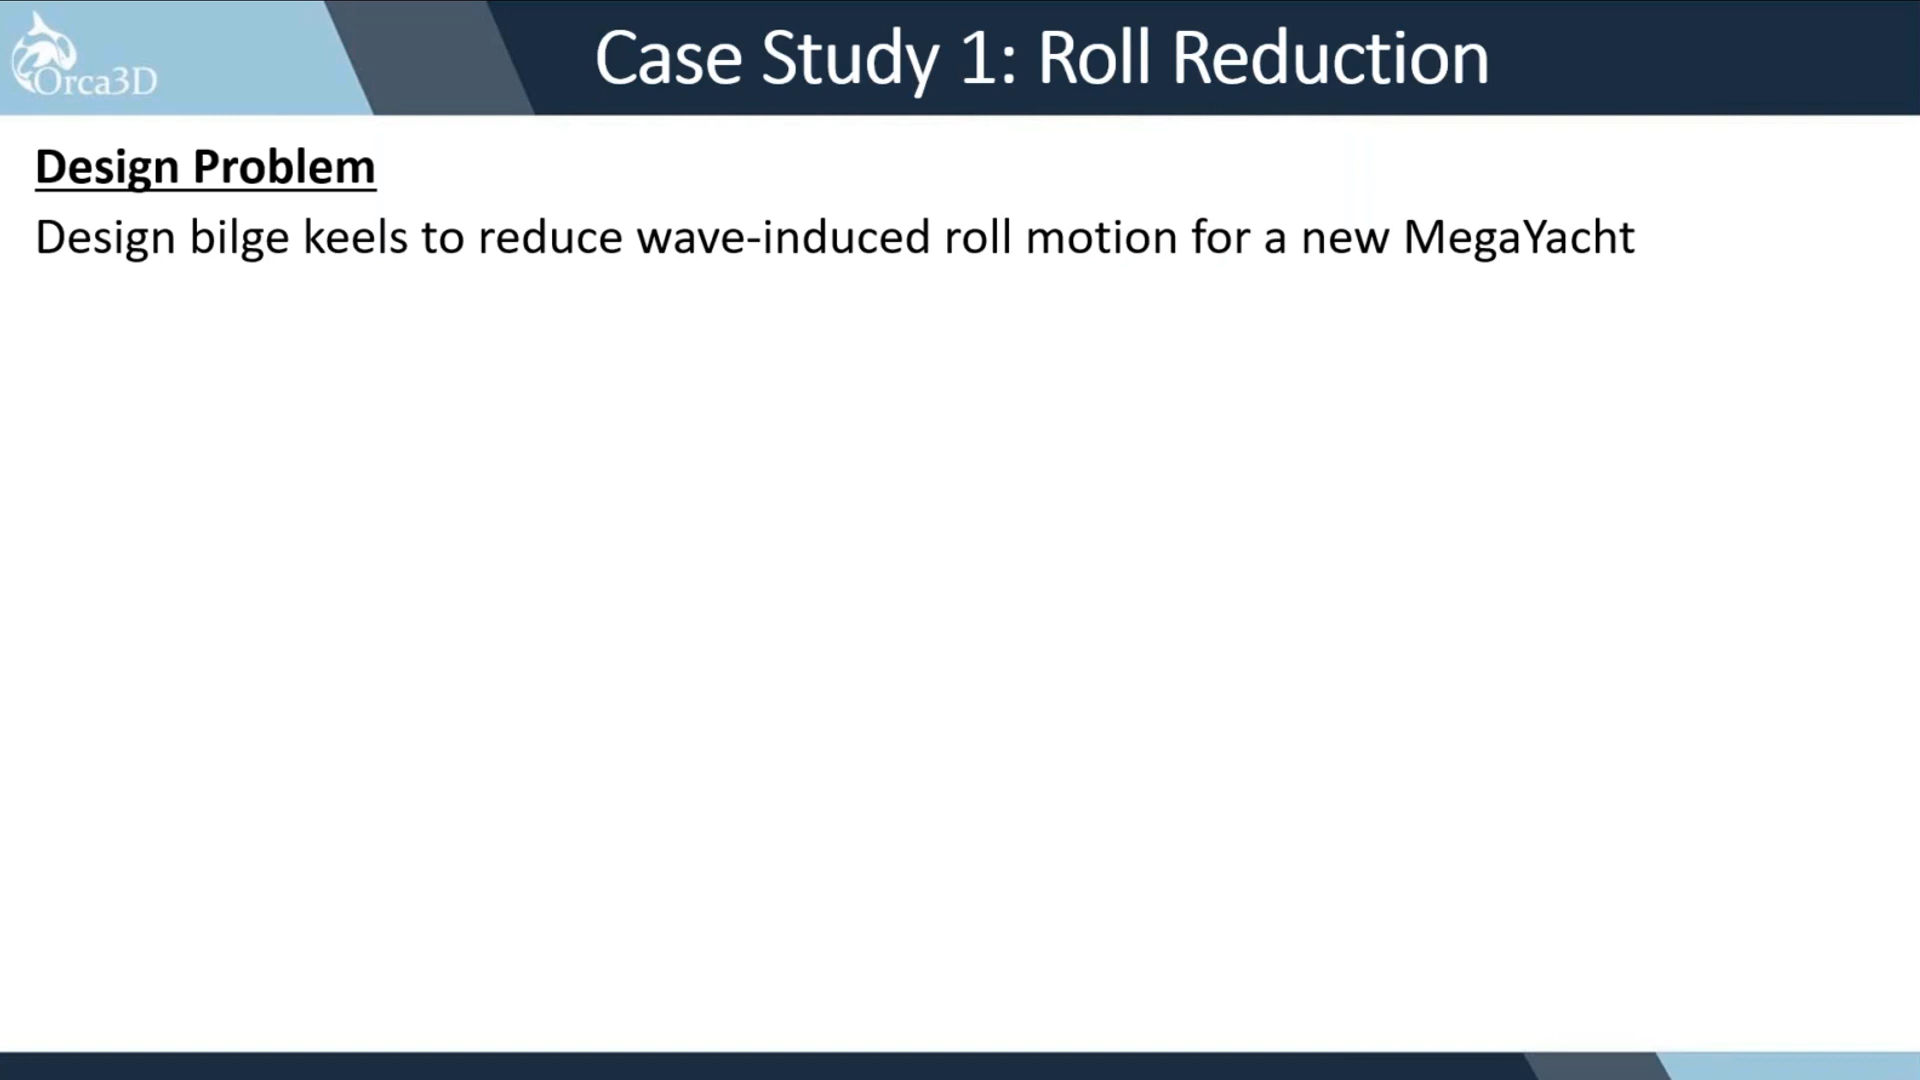 Orca3D
Case Study 1: Roll Reduction
Design Problem
Design bilge keels to reduce wave-induced roll motion for a new MegaYacht